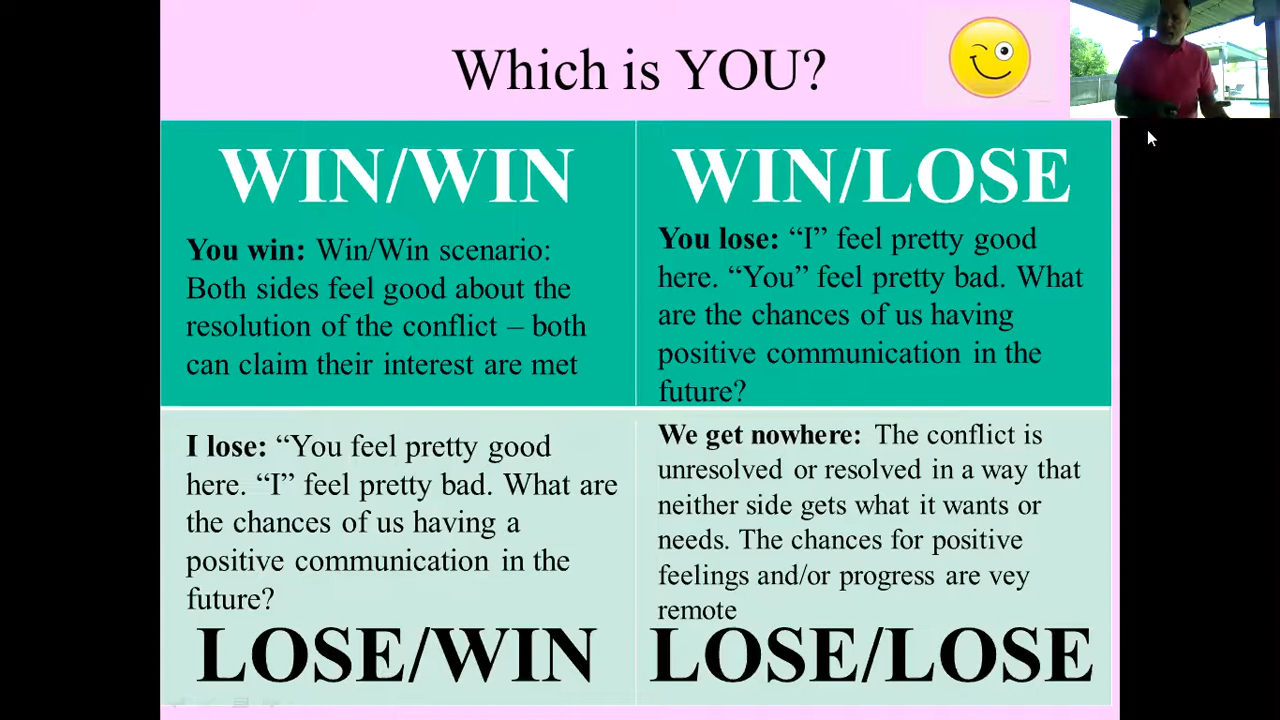 Which is YOU?
WIN/WIN
You win: Win/Win scenario:
Both sides feel good about the
resolution of the conflict – both
can claim their interest are met
WIN/LOSE
You lose: “I” feel pretty good
here. “You” feel pretty bad. What
are the chances of us having
positive communication in the
future?
I lose: “You feel pretty good
here. “I” feel pretty bad. What are
the chances of us having a
positive communication in the
future?
LOSE/WIN
We get nowhere: The conflict is
unresolved or resolved in a way that
neither side gets what it wants or
needs. The chances for positive
feelings and/or progress are vey
remote
LOSE/LOSE